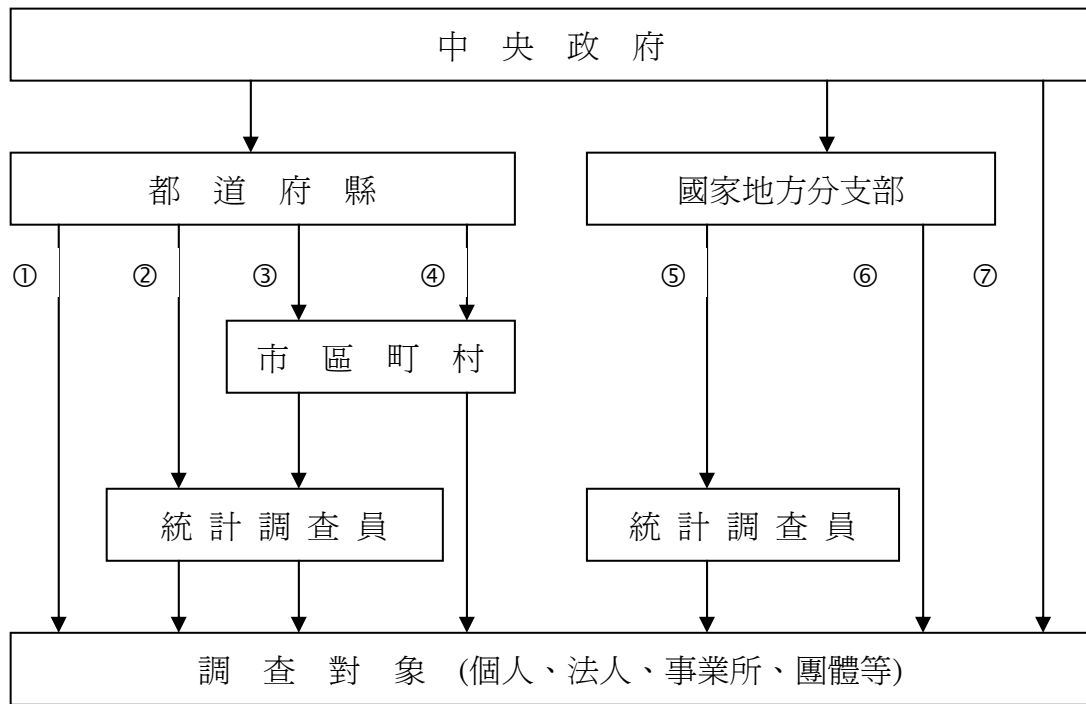 中央政府
都道府縣
國家地方分支部
① ② ③ ④ ⑤ ⑥ ⑦
市區町村
統計調查員
統計調查員
調查對象 (個人、法人、事業所、團體等)